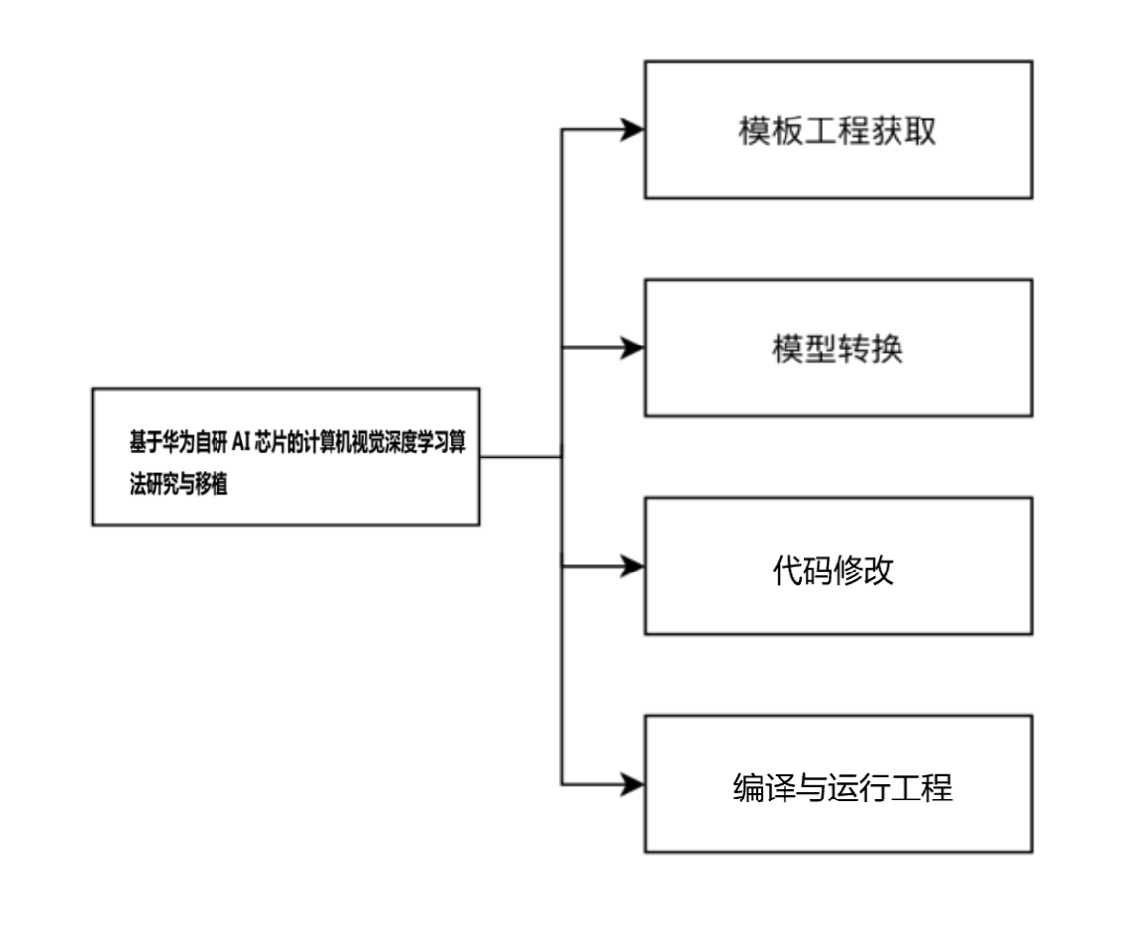 模板工程获取
模型转换
基于华为自研 AI 芯片的计算机视觉深度学习算
法研究与移植
代码修改
编译与运行工程